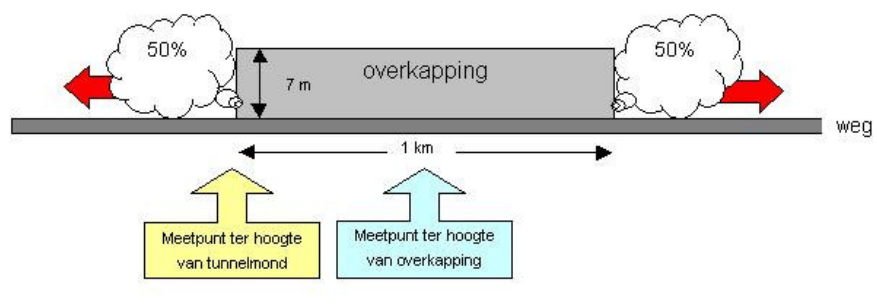 50%
50%
overkapping
7 m
weg
1 km
Meetpunt ter hoogte
van tunnelmond
Meetpunt ter hoogte
van overkapping